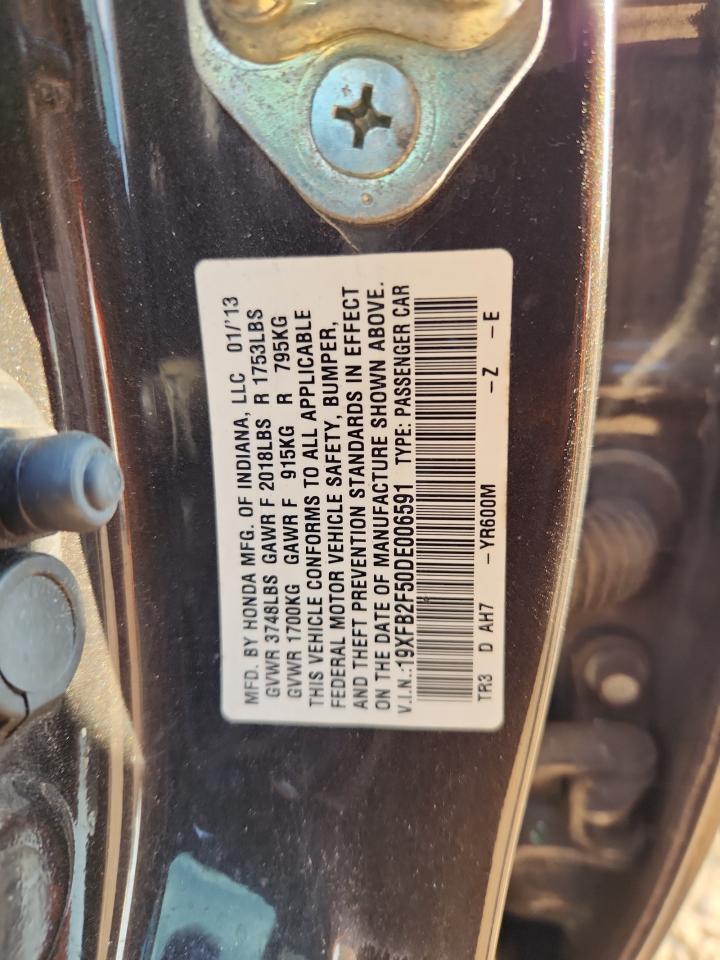 MFD. BY HONDA MFG. OF INDIANA, LLC 01/'13
GVWR 3748LBS GAWR F 2018LBS R 1753LBS
GVWR 1700KG GAWR F 915KG R 795KG
THIS VEHICLE CONFORMS TO ALL APPLICABLE
FEDERAL MOTOR VEHICLE SAFETY, BUMPER,
AND THEFT PREVENTION STANDARDS IN EFFECT
ON THE DATE OF MANUFACTURE SHOWN ABOVE.
V.I.N.:19XFB2F50DE006591 TYPE: PASSENGER CAR
TR3 D AH7 -YR600M -Z -E